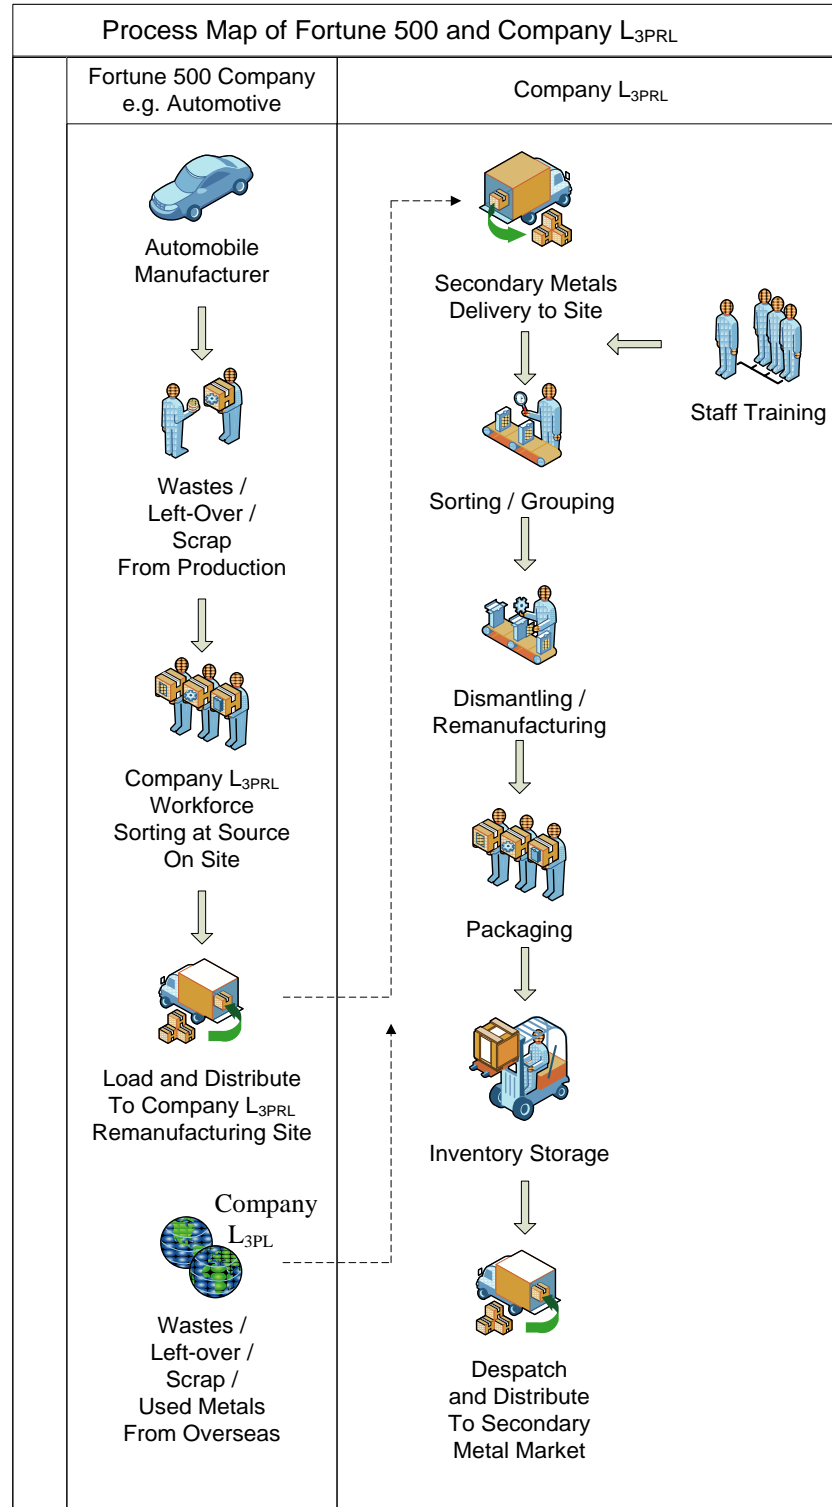 Process Map of Fortune 500 and Company L3PRL
Fortune 500 Company
e.g. Automotive
Company L3PRL
Automobile
Manufacturer
Wastes /
Left-Over /
Scrap
From Production
Company L3PRL
Workforce
Sorting at Source
On Site
Load and Distribute
To Company L3PRL
Remanufacturing Site
Company
L3PL
Wastes /
Left-over /
Scrap /
Used Metals
From Overseas
Secondary Metals
Delivery to Site
Staff Training
Sorting / Grouping
Dismantling /
Remanufacturing
Packaging
Inventory Storage
Despatch
and Distribute
To Secondary
Metal Market